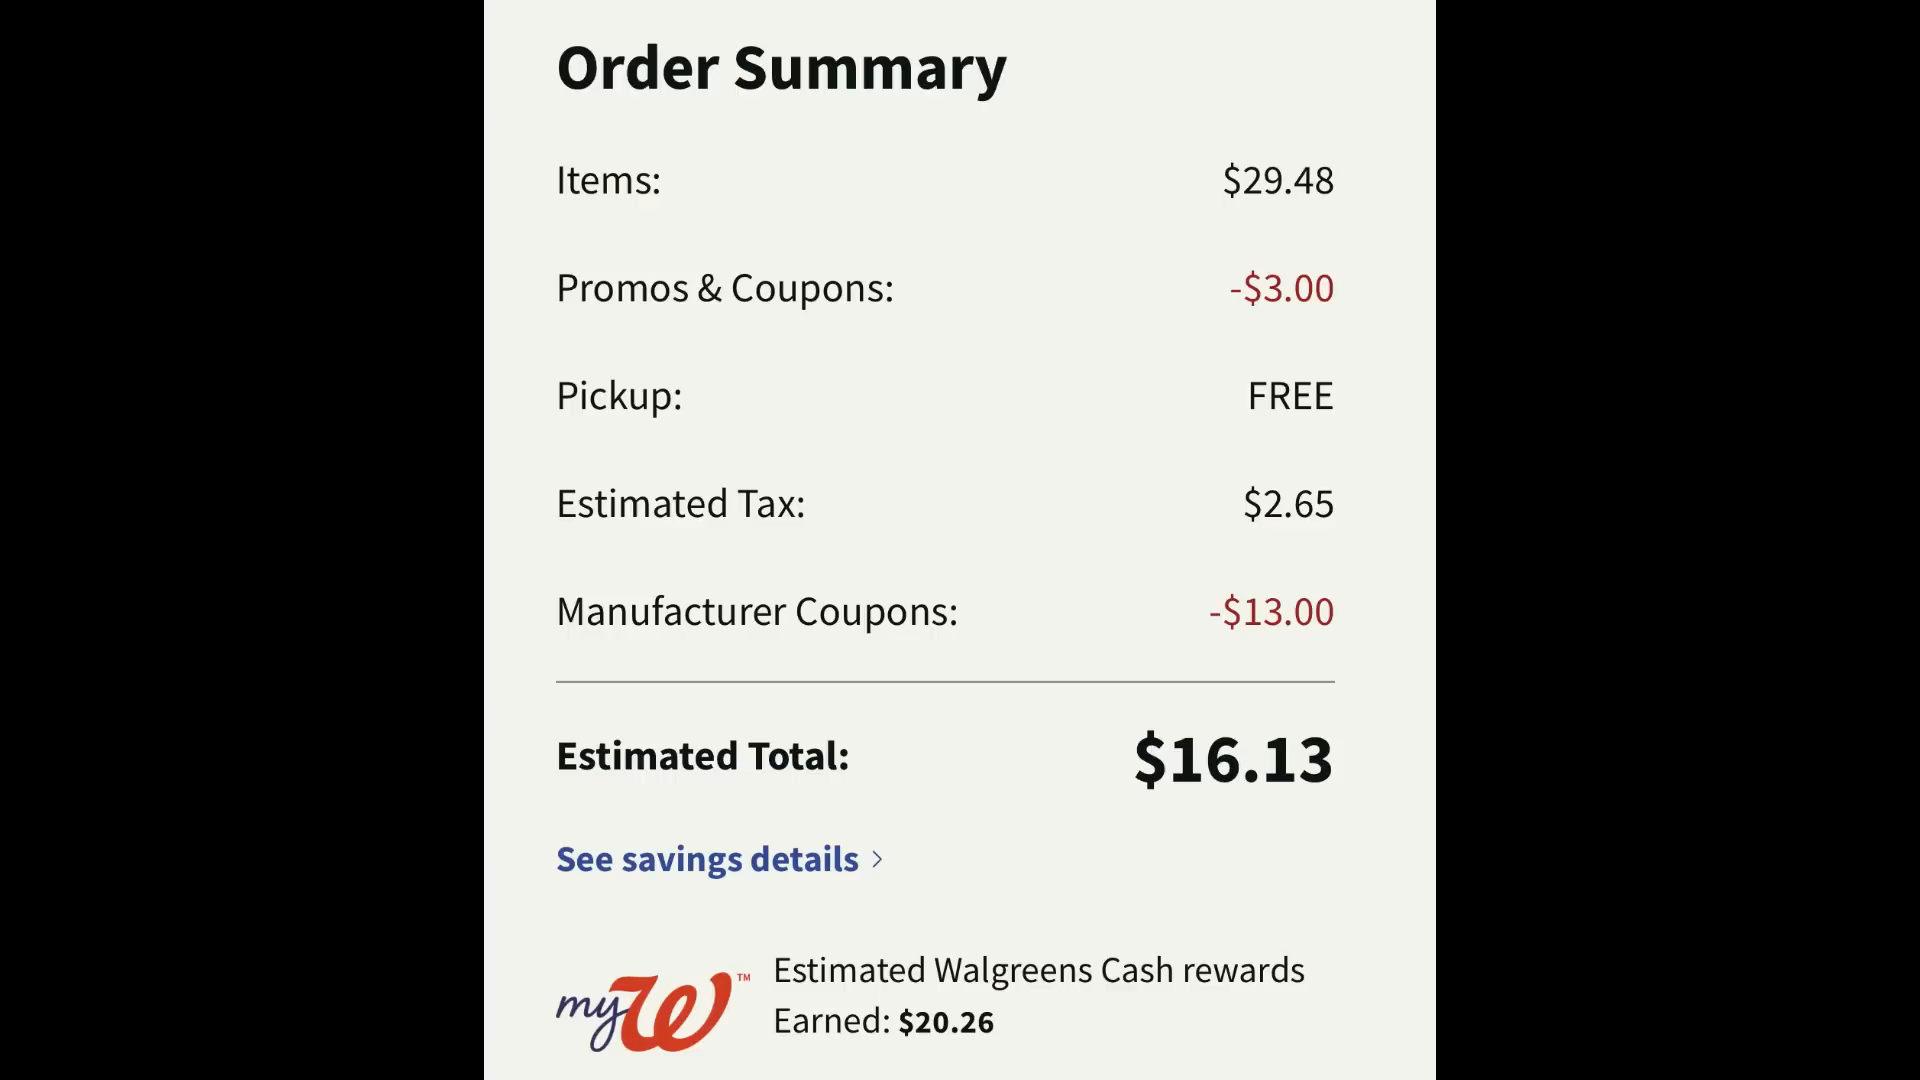 Order Summary
Items: $29.48
Promos & Coupons: -$3.00
Pickup: FREE
Estimated Tax: $2.65
Manufacturer Coupons: -$13.00
Estimated Total: $16.13
See savings details >
myW™ Estimated Walgreens Cash rewards
Earned: $20.26